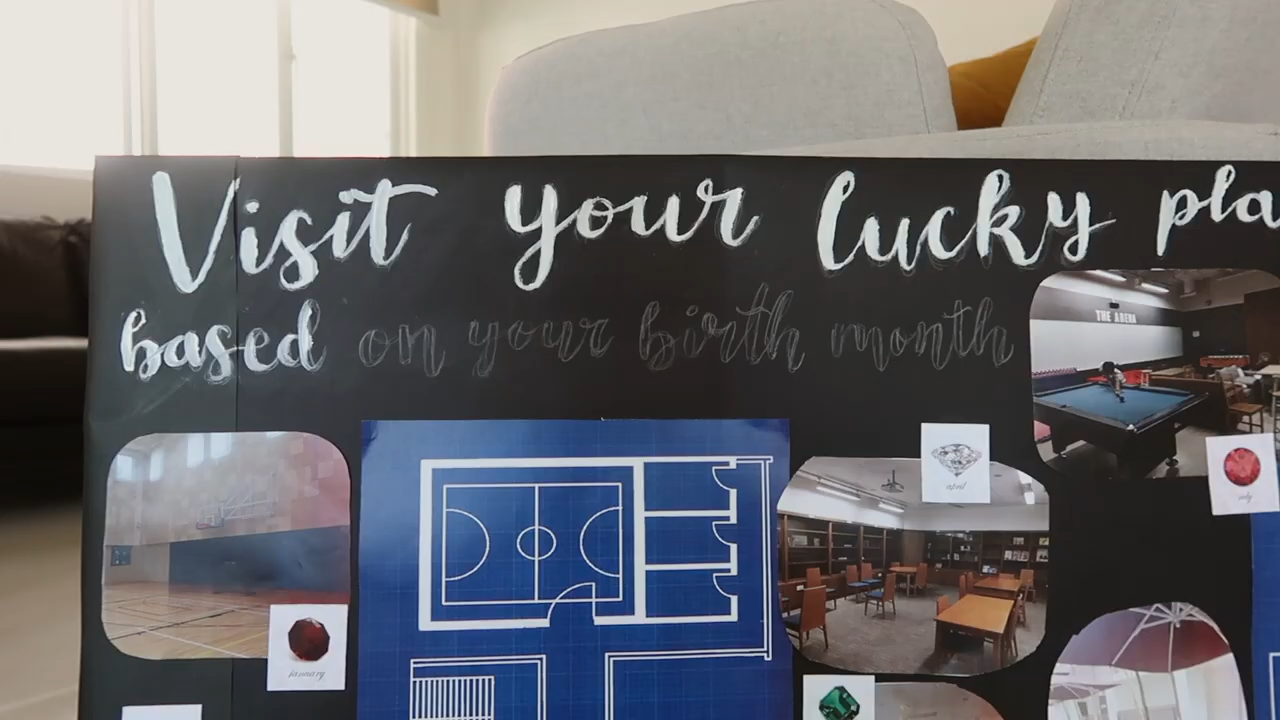 Visit your lucky pla
based on your birth month
THE ARENA
april
july
january